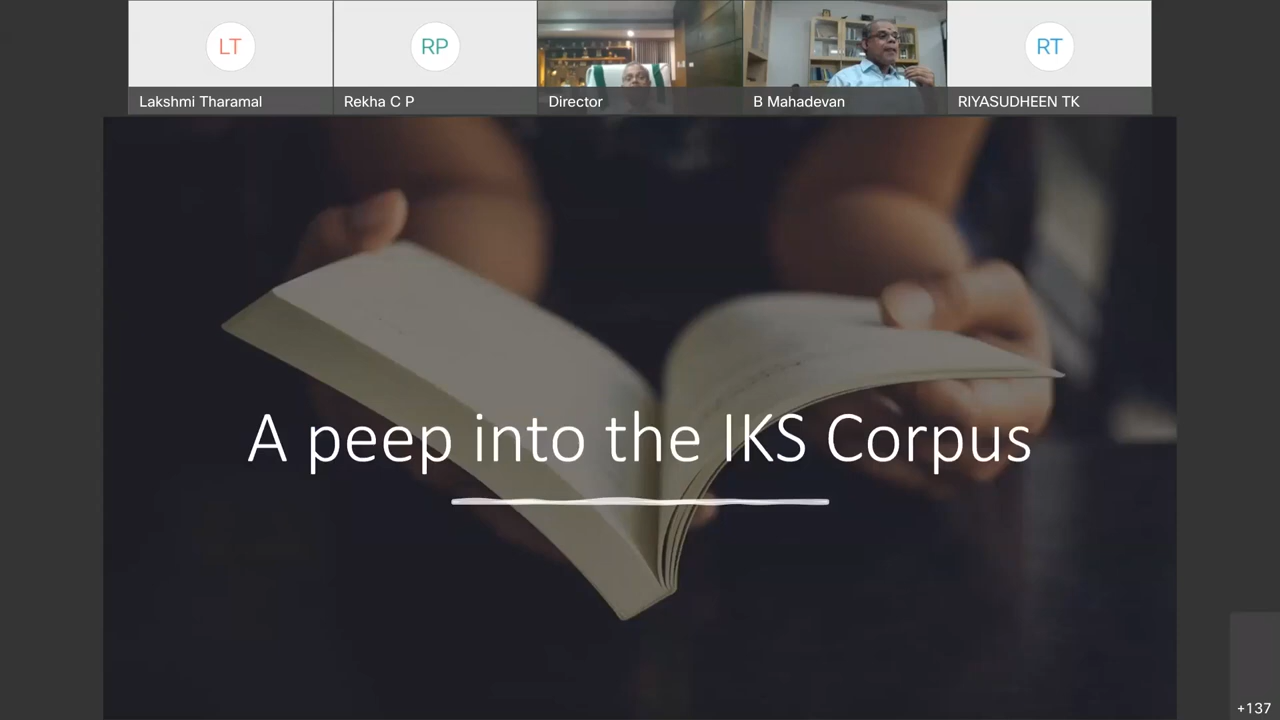 LT
RP
RT
Lakshmi Tharamal
Rekha C P
Director
B Mahadevan
RIYASUDHEEN TK
A peep into the IKS Corpus
+137